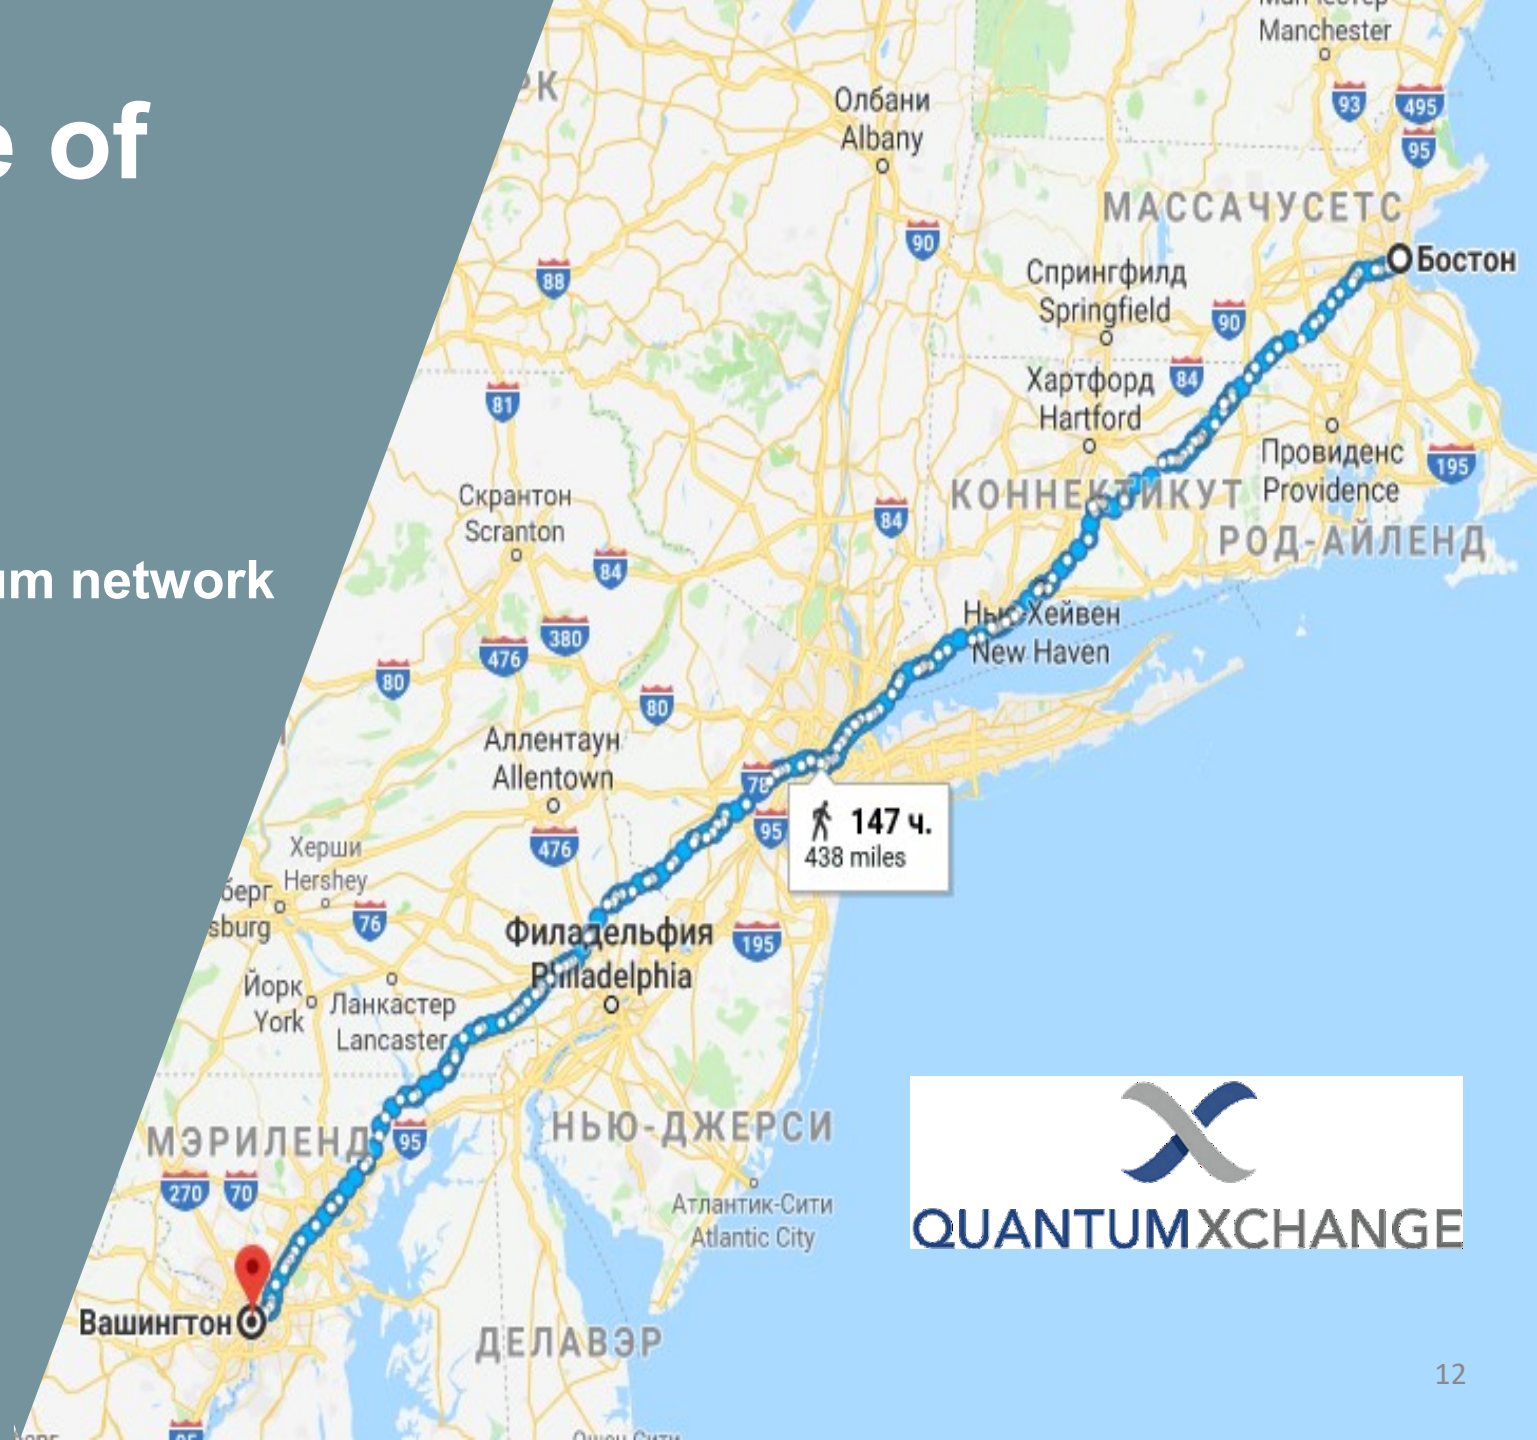 e of
um network
Manchester
93
495
95
Олбани
Albany
90
МАССАЧУСЕТС
Бостон
88
Спрингфилд
Springfield
90
84
Хартфорд
Hartford
81
Провиденс
Providence
195
КОННЕКТИКУТ
РОД-АЙЛЕНД
Скрантон
Scranton
84
84
380
476
80
80
Нью-Хейвен
New Haven
Аллентаун
Allentown
78
95
476
147 ч.
438 miles
Херши
Hershey
берг
sburg
76
Филадельфия
Philadelphia
195
Йорк
York
Ланкастер
Lancaster
МЭРИЛЕНД
95
270
70
НЬЮ-ДЖЕРСИ
Атлантик-Сити
Atlantic City
QUANTUMXCHANGE
Вашингтон
ДЕЛАВЭР
12